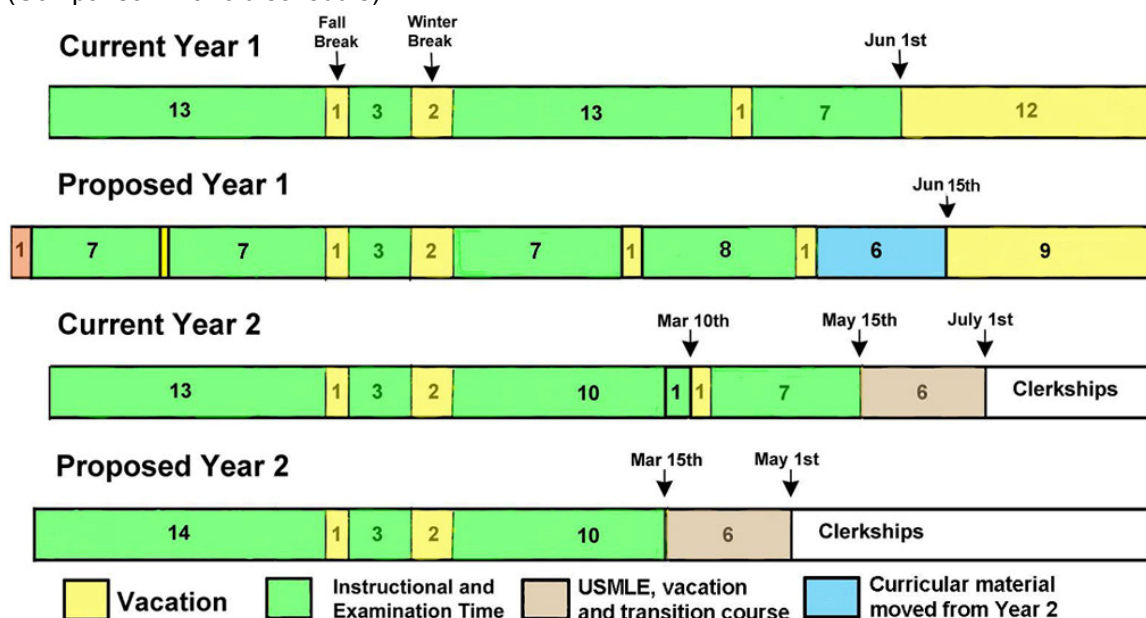 Fall
Break
Winter
Break
Current Year 1
Jun 1st
13 1 3 2 13 1 7 12
Proposed Year 1
Jun 15th
1 7 7 1 3 2 7 1 8 1 6 9
Current Year 2
Mar 10th May 15th July 1st
13 1 3 2 10 1 1 7 6 Clerkships
Proposed Year 2
Mar 15th May 1st
14 1 3 2 10 6 Clerkships
Vacation
Instructional and
Examination Time
USMLE, vacation
and transition course
Curricular material
moved from Year 2